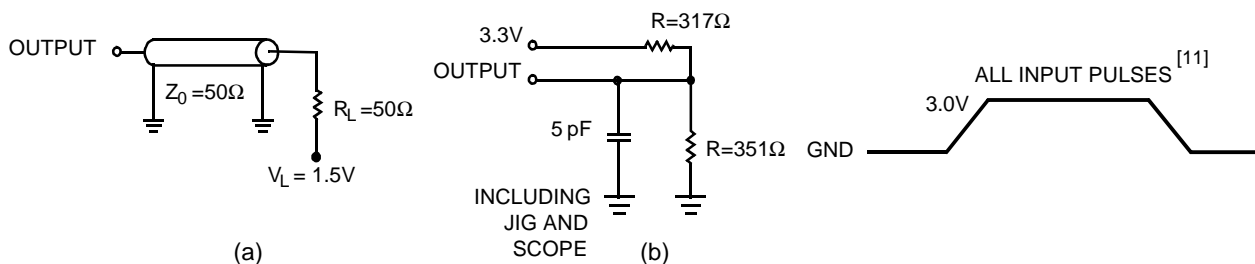 OUTPUT
Z0 =50Ω
RL = 50Ω
VL = 1.5V
(a)
R=317Ω
3.3V
OUTPUT
5 pF
R=351Ω
INCLUDING
JIG AND
SCOPE
(b)
ALL INPUT PULSES [11]
3.0V
GND